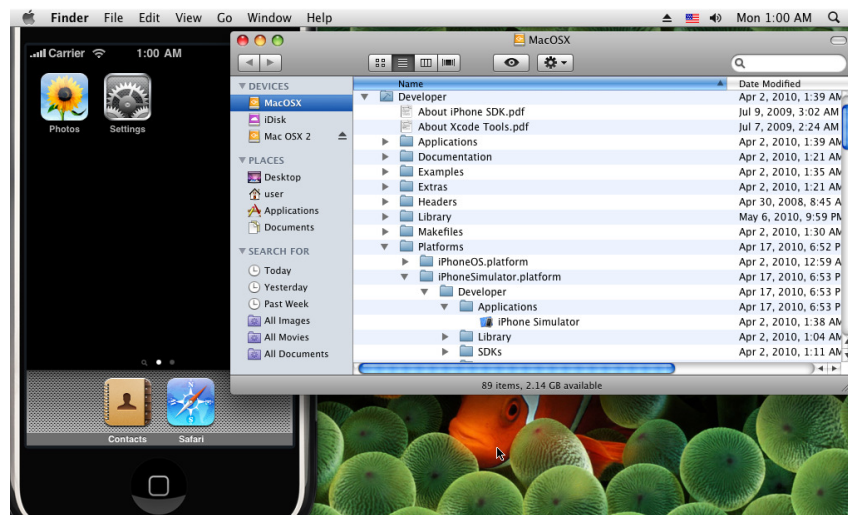 Finder File Edit View Go Window Help Mon 1:00 AM
Carrier 1:00 AM
Photos Settings
Contacts Safari
MacOSX
DEVICES
MacOSX
iDisk
Mac OSX 2
PLACES
Desktop
user
Applications
Documents
SEARCH FOR
Today
Yesterday
Past Week
All Images
All Movies
All Documents
Name Date Modified
Developer Apr 2, 2010, 1:39 AM
About iPhone SDK.pdf Jul 9, 2009, 3:02 AM
About Xcode Tools.pdf Jul 7, 2009, 2:24 AM
Applications Apr 2, 2010, 1:39 AM
Documentation Apr 2, 2010, 1:21 AM
Examples Apr 2, 2010, 1:35 AM
Extras Apr 2, 2010, 1:21 AM
Headers Apr 30, 2008, 8:45 A
Library May 6, 2010, 9:59 PM
Makefiles Apr 2, 2010, 1:30 AM
Platforms Apr 17, 2010, 6:52 P
iPhoneOS.platform Apr 2, 2010, 12:59 A
iPhoneSimulator.platform Apr 17, 2010, 6:53 P
Developer Apr 17, 2010, 6:53 P
Applications Apr 17, 2010, 6:53 P
iPhone Simulator Apr 2, 2010, 1:38 AM
Library Apr 2, 2010, 1:04 AM
SDKs Apr 2, 2010, 1:11 AM
89 items, 2.14 GB available